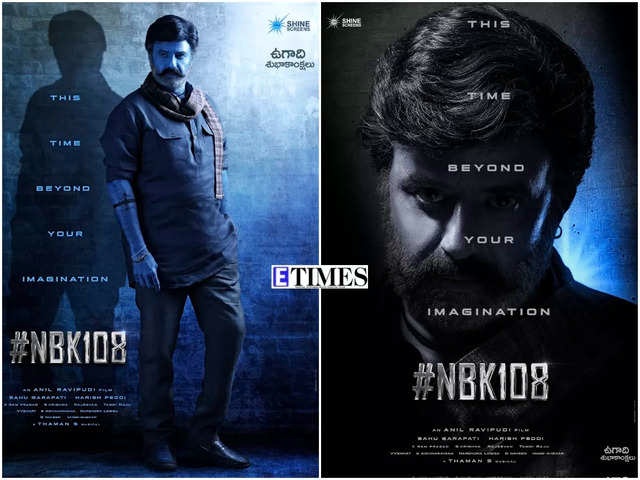 SHINE
SCREENS
ఉగాది
శుభాకాంక్షలు
THIS
TIME
BEYOND
YOUR
IMAGINATION
#NBK108
AN ANIL RAVIPUDI FILM
SAHU GARAPATI HARISH PEDDI
A THAMAN S MUSICAL
ETIMES
SHINE
SCREENS
THIS
TIME
BEYOND
YOUR
IMAGINATION
#NBK108
AN ANIL RAVIPUDI FILM
SAHU GARAPATI HARISH PEDDI
A THAMAN S MUSICAL
ఉగాది
శుభాకాంక్షలు